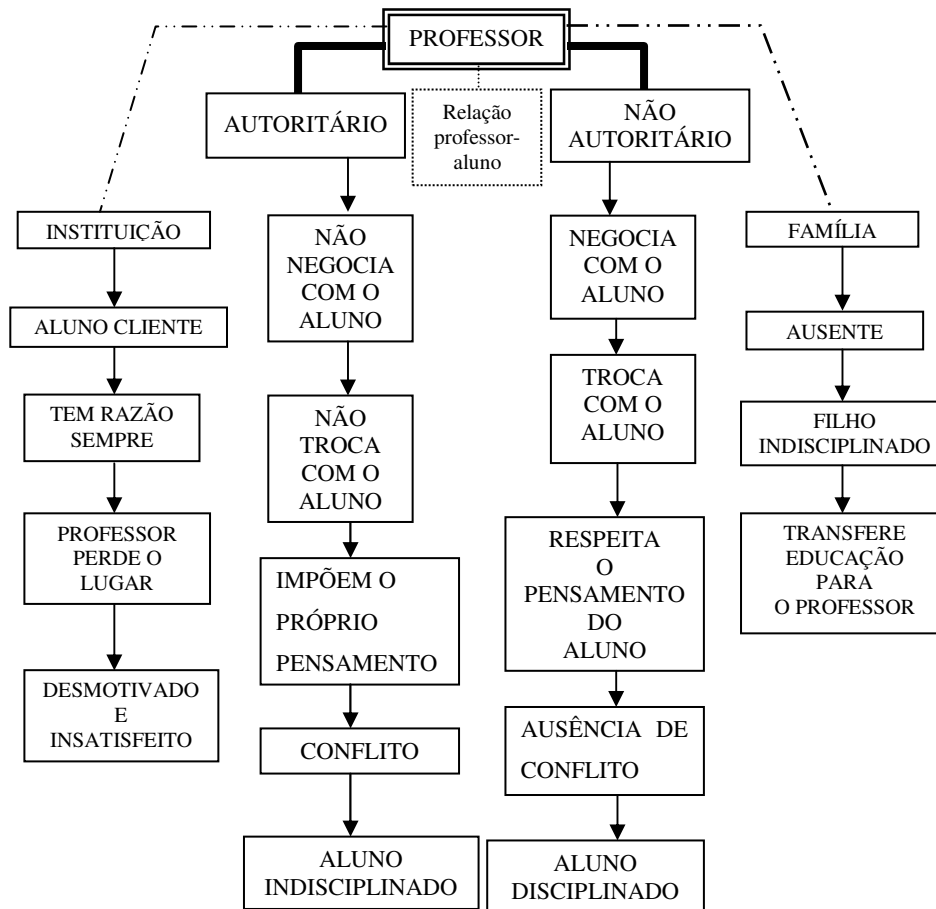 PROFESSOR
AUTORITÁRIO
Relação
professor-
aluno
NÃO
AUTORITÁRIO
INSTITUIÇÃO
ALUNO CLIENTE
TEM RAZÃO
SEMPRE
PROFESSOR
PERDE O
LUGAR
DESMOTIVADO
E
INSATISFEITO
NÃO
NEGOCIA
COM O
ALUNO
NÃO
TROCA
COM O
ALUNO
IMPÕEM O
PRÓPRIO
PENSAMENTO
CONFLITO
ALUNO
INDISCIPLINADO
NEGOCIA
COM O
ALUNO
TROCA
COM O
ALUNO
RESPEITA
O
PENSAMENTO
DO
ALUNO
AUSÊNCIA DE
CONFLITO
ALUNO
DISCIPLINADO
FAMÍLIA
AUSENTE
FILHO
INDISCIPLINADO
TRANSFERE
EDUCAÇÃO
PARA
O PROFESSOR